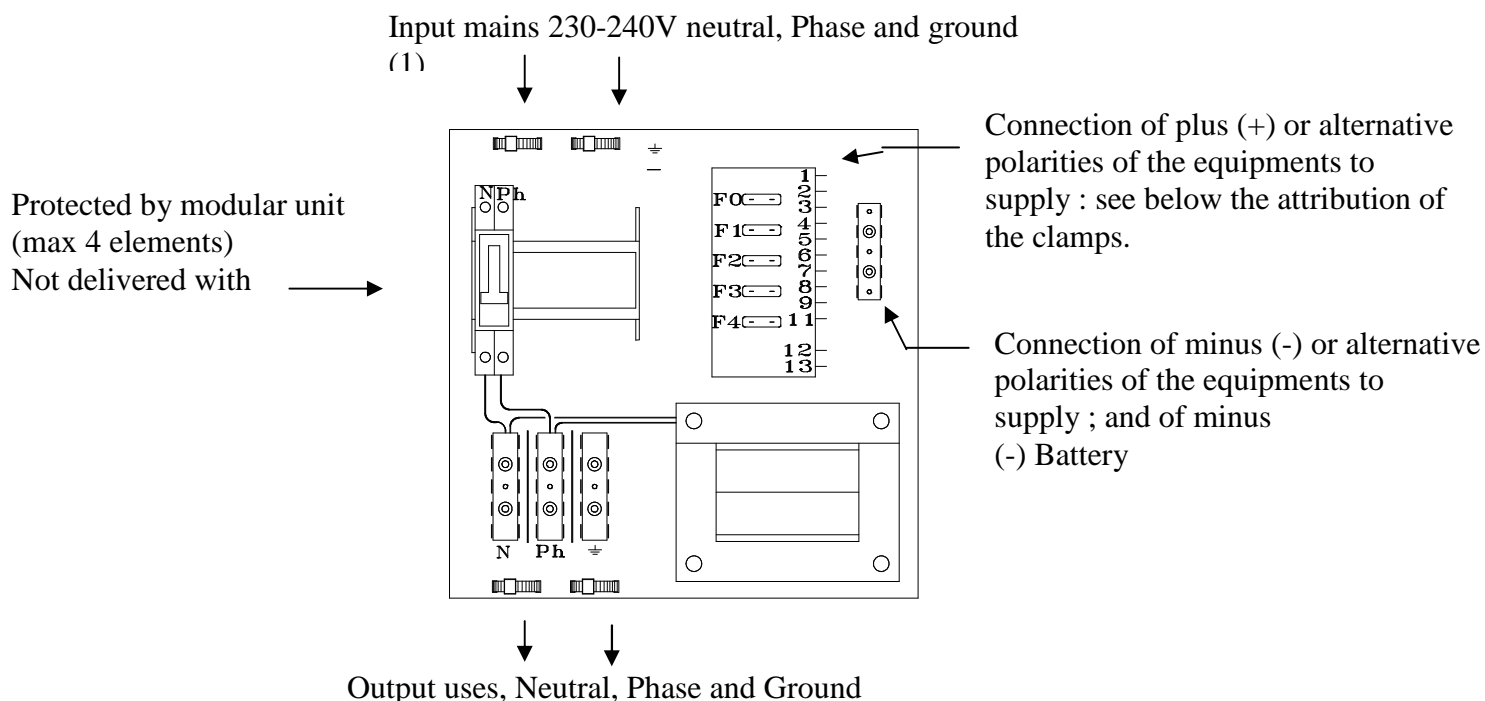 Input mains 230-240V neutral, Phase and ground
(1)
Connection of plus (+) or alternative
polarities of the equipments to
supply : see below the attribution of
the clamps.
Protected by modular unit
(max 4 elements)
Not delivered with
N Ph
1
2
F0
3
F1
4
5
F2
6
7
F3
8
9
F4
11
12
13
Connection of minus (-) or alternative
polarities of the equipments to
supply ; and of minus
(-) Battery
N Ph
Output uses, Neutral, Phase and Ground